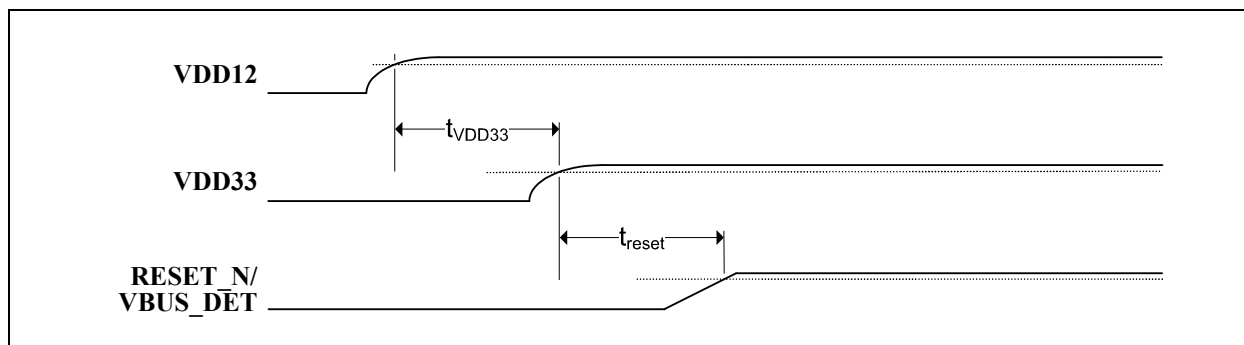 VDD12
tVDD33
VDD33
treset
RESET_N/
VBUS_DET